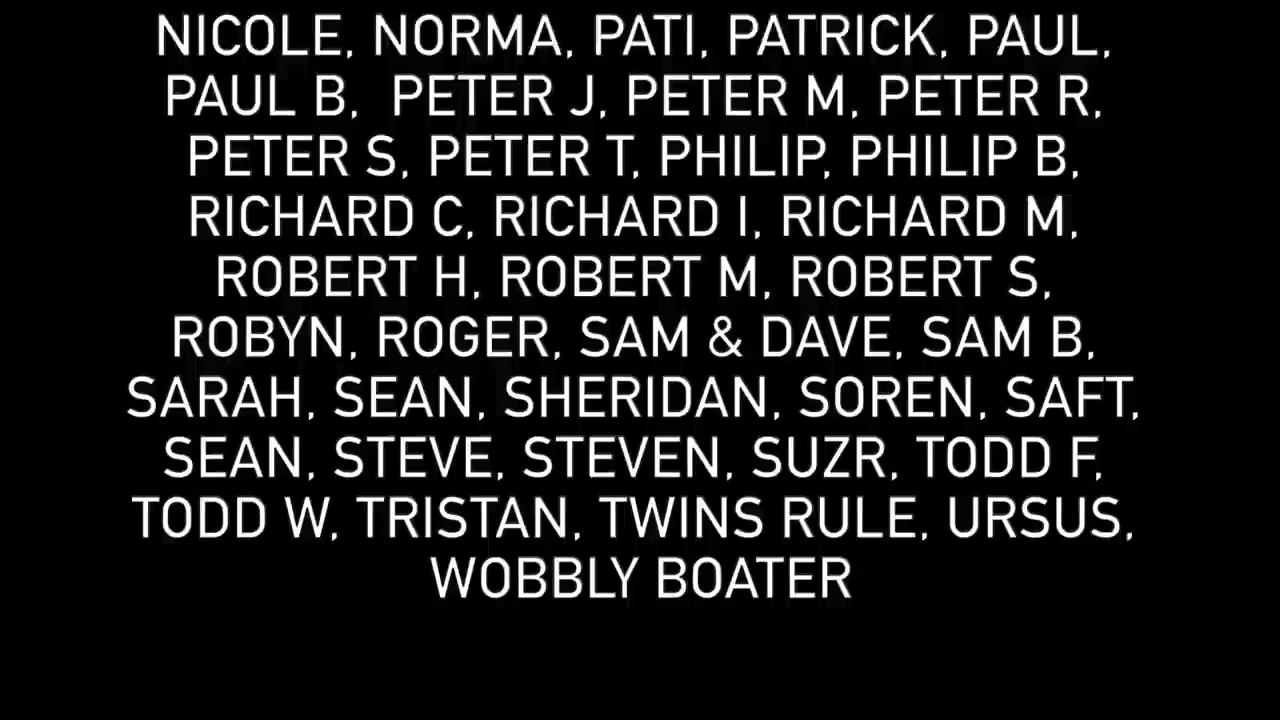 NICOLE, NORMA, PATI, PATRICK, PAUL,
PAUL B,  PETER J, PETER M, PETER R,
PETER S, PETER T, PHILIP, PHILIP B,
RICHARD C, RICHARD I, RICHARD M,
ROBERT H, ROBERT M, ROBERT S,
ROBYN, ROGER, SAM & DAVE, SAM B,
SARAH, SEAN, SHERIDAN, SOREN, SAFT,
SEAN, STEVE, STEVEN, SUZR, TODD F,
TODD W, TRISTAN, TWINS RULE, URSUS,
WOBBLY BOATER